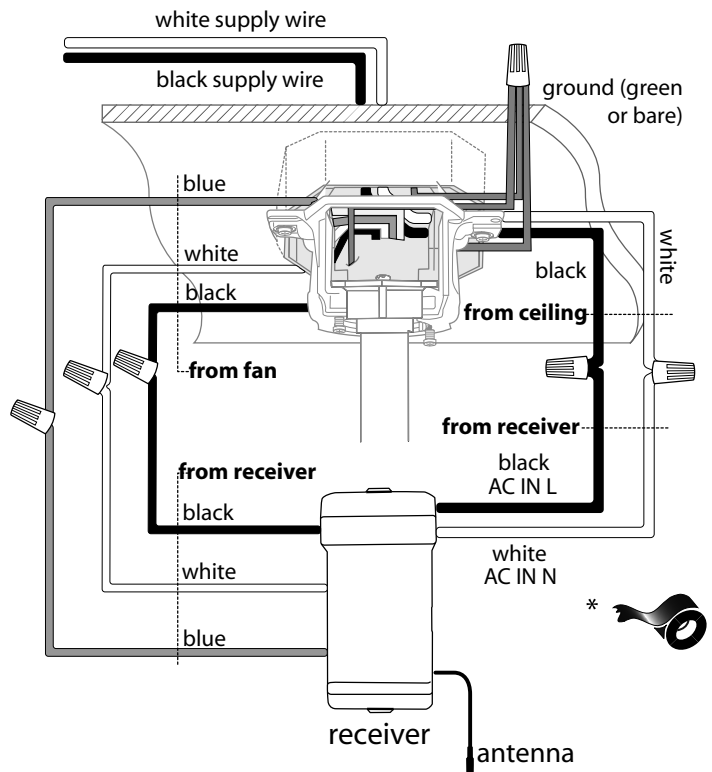 white supply wire
black supply wire
ground (green
or bare)
blue
white
black
from fan
black
white
from ceiling
from receiver
from receiver
black
AC IN L
black
white
AC IN N
white
*
blue
receiver
antenna